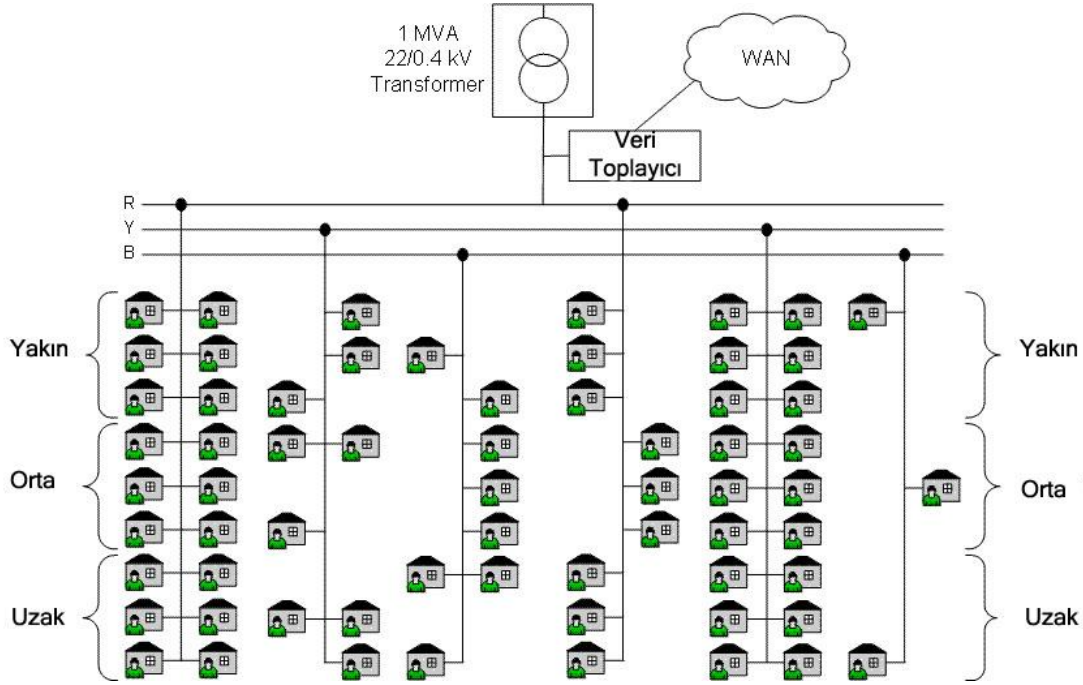 1 MVA
22/0.4 kV
Transformer
WAN
Veri
Toplayıcı
R
Y
B
Yakın
Yakın
Orta
Orta
Uzak
Uzak